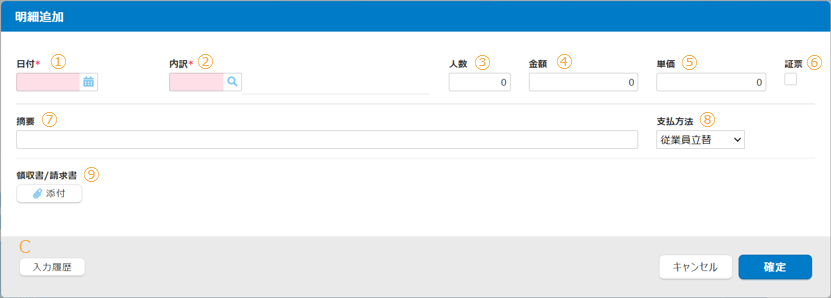 明細追加
日付* ① 内訳* ② 人数 ③ 金額 ④ 単価 ⑤ 証票 ⑥
0 0 0
摘要 ⑦ 支払方法 ⑧
従業員立替
領収書/請求書 ⑨
添付
C
入力履歴 キャンセル 確定